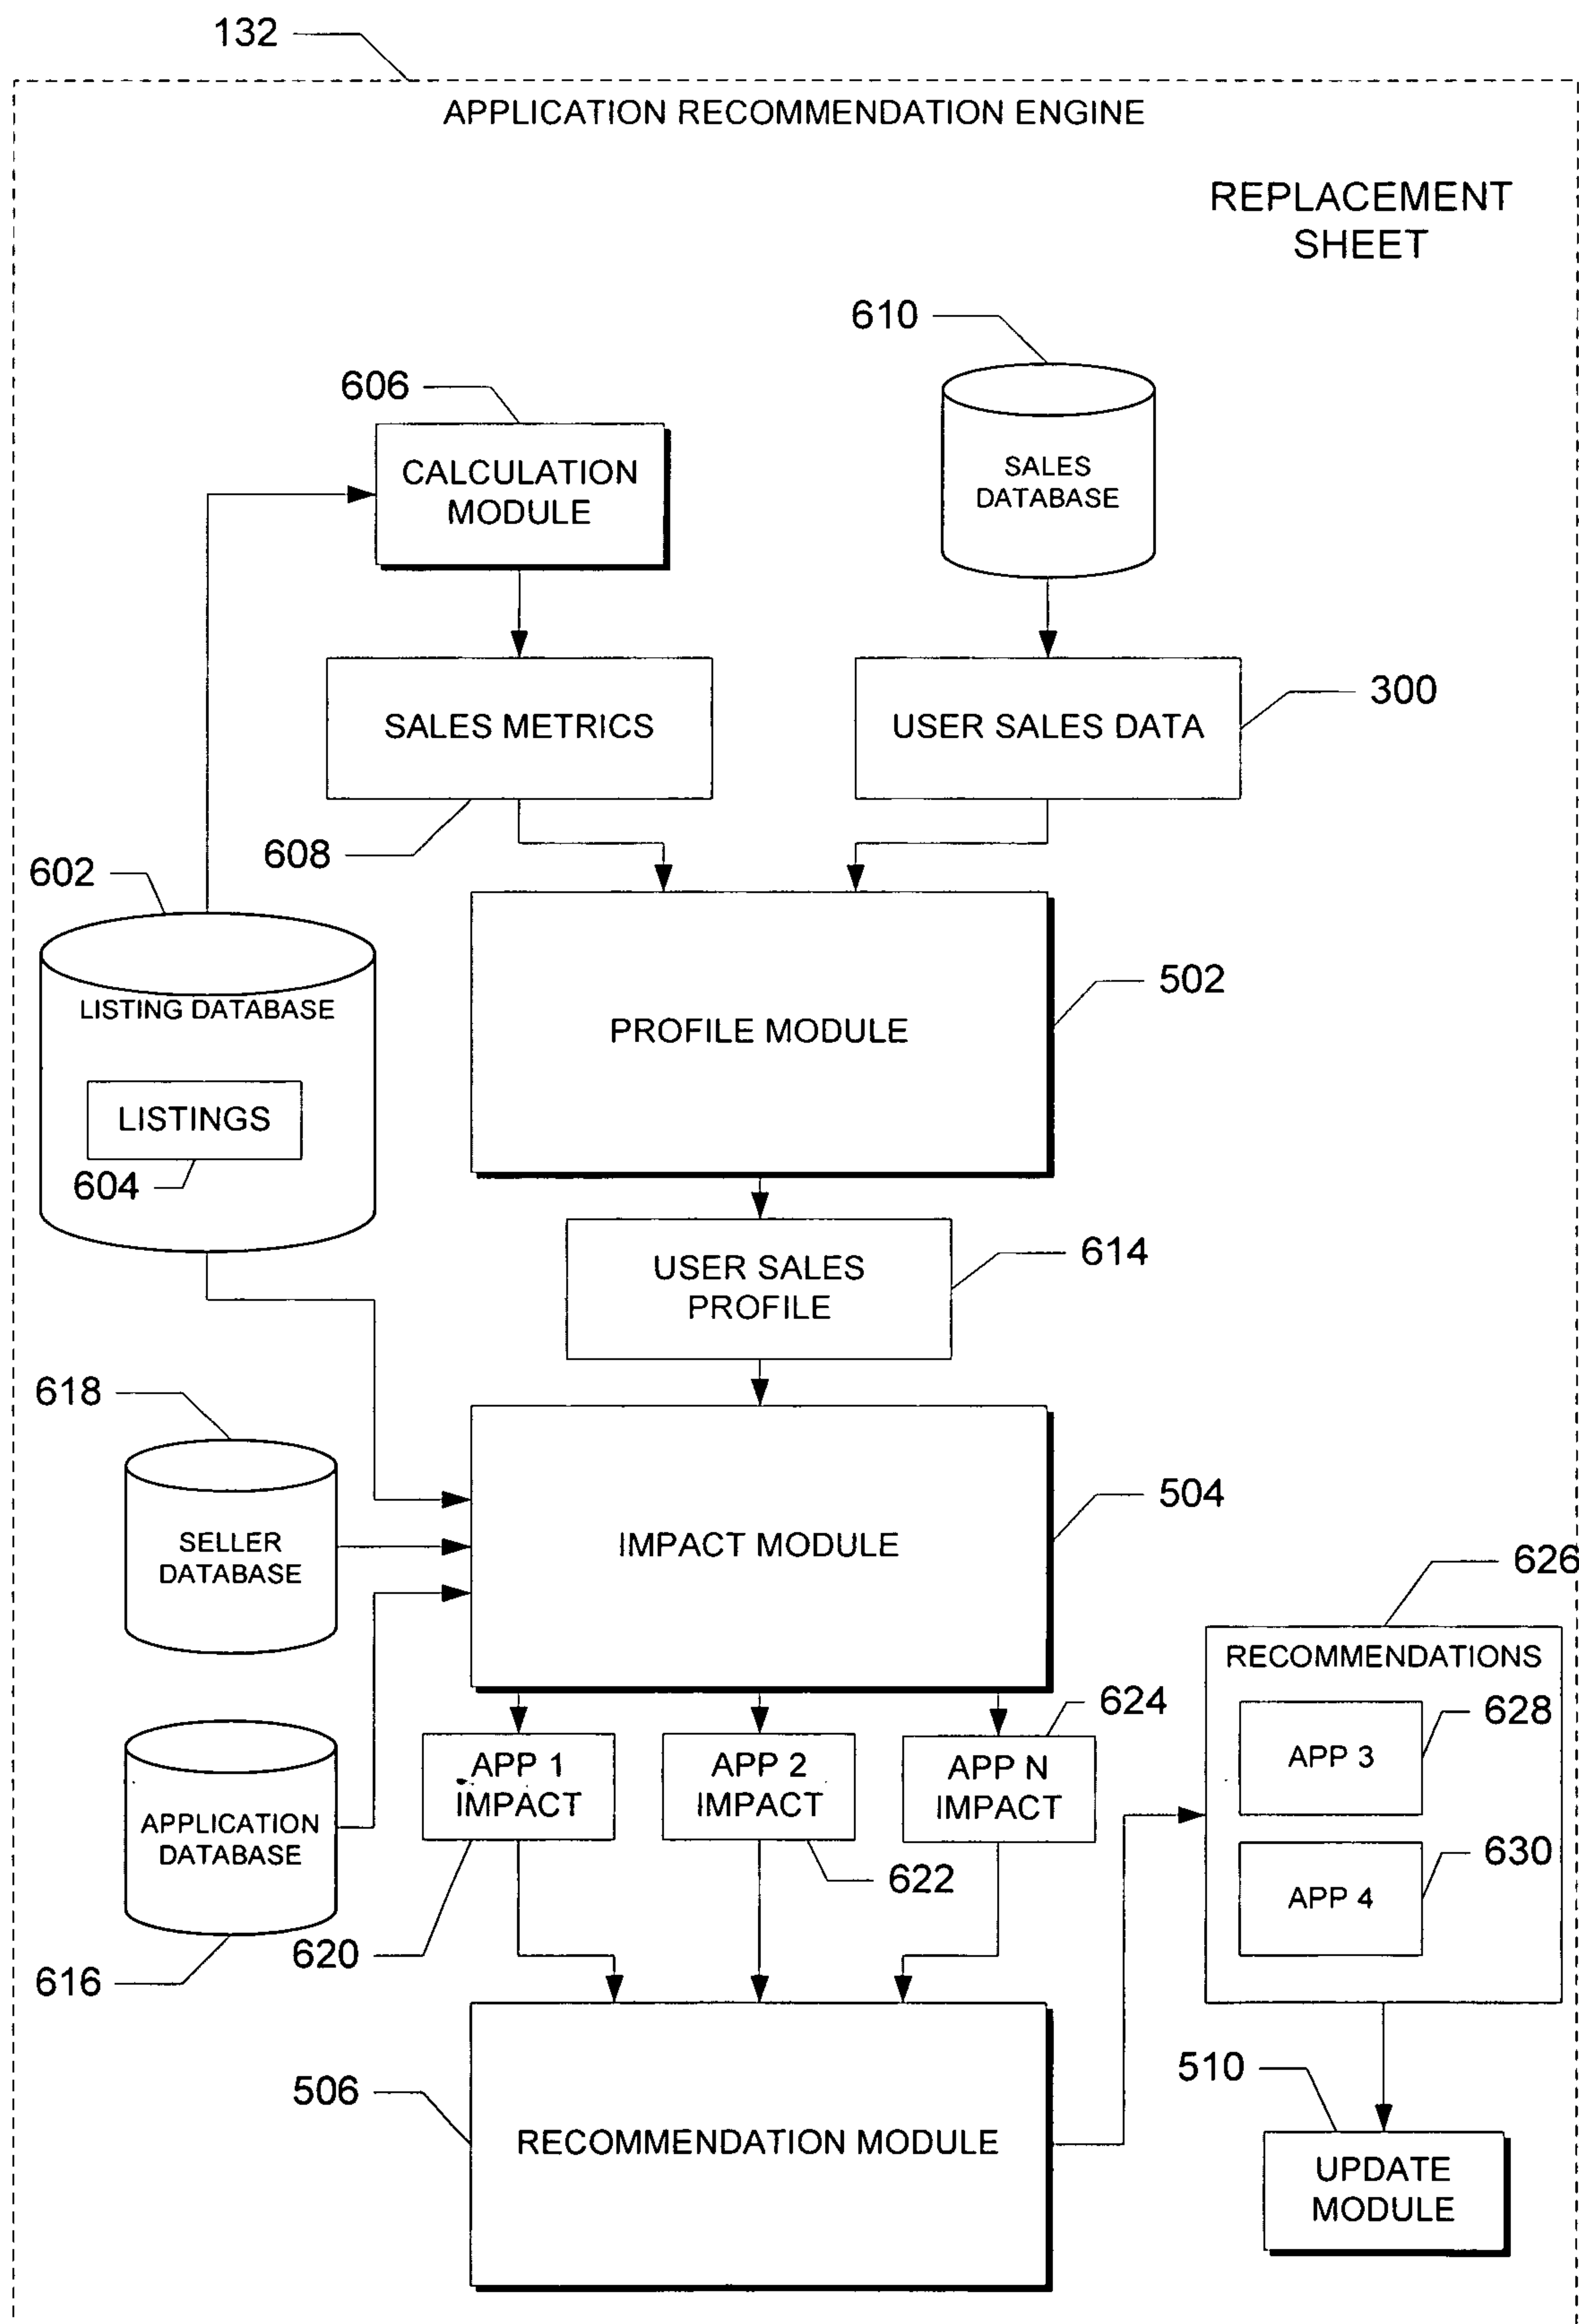 132
APPLICATION RECOMMENDATION ENGINE
REPLACEMENT
SHEET
610
606
CALCULATION
MODULE
SALES
DATABASE
SALES METRICS
USER SALES DATA
300
608
602
LISTING DATABASE
LISTINGS
604
PROFILE MODULE
502
USER SALES
PROFILE
614
618
SELLER
DATABASE
IMPACT MODULE
504
626
RECOMMENDATIONS
APP 3
628
APP 4
630
624
APP 1
IMPACT
APP 2
IMPACT
APP N
IMPACT
APPLICATION
DATABASE
622
620
616
506
RECOMMENDATION MODULE
510
UPDATE
MODULE